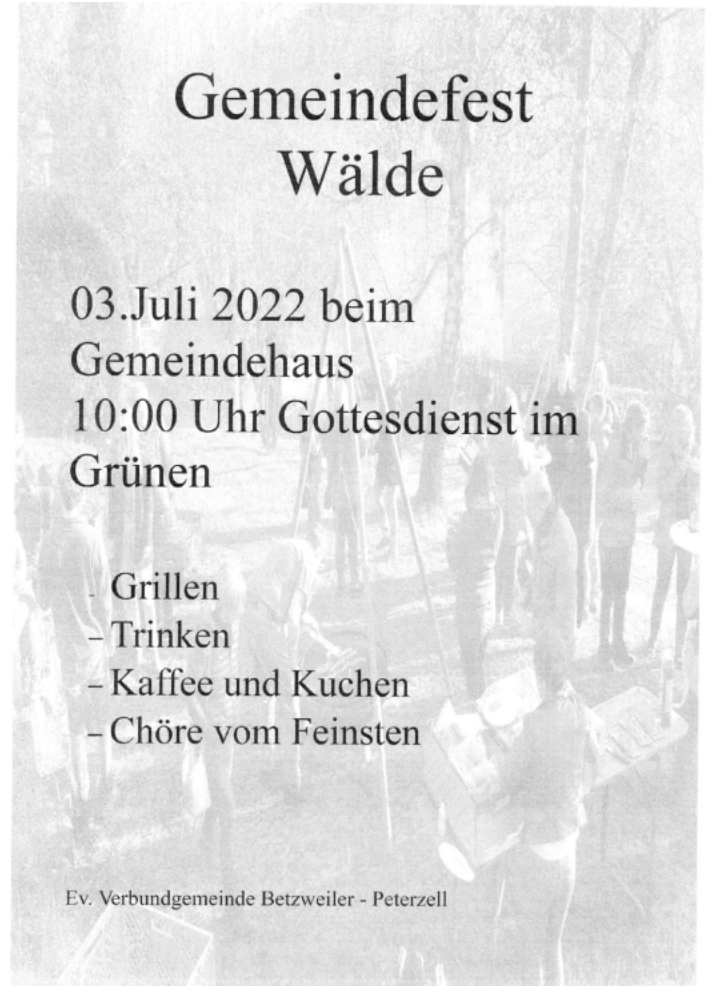 Gemeindefest
Wälde
03.Juli 2022 beim
Gemeindehaus
10:00 Uhr Gottesdienst im
Grünen
- Grillen
– Trinken
– Kaffee und Kuchen
– Chöre vom Feinsten
Ev. Verbundgemeinde Betzweiler - Peterzell